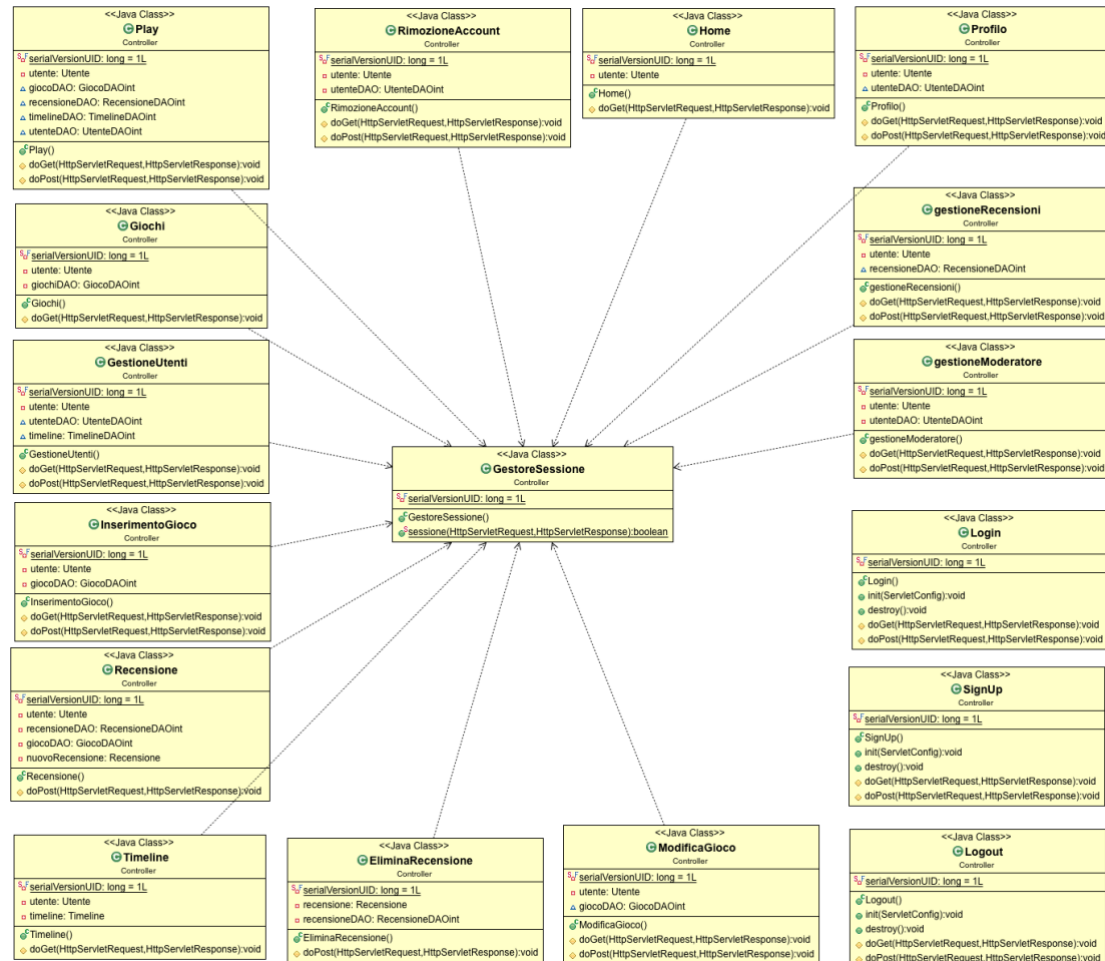 <<Java Class>>
Play
Controller
serialVersionUID: long = 1L
utente: Utente
giocoDAO: GiocoDAOint
recensioneDAO: RecensioneDAOint
timelineDAO: TimelineDAOint
utenteDAO: UtenteDAOint
Play()
doGet(HttpServletRequest,HttpServletResponse):void
doPost(HttpServletRequest,HttpServletResponse):void
<<Java Class>>
RimozioneAccount
Controller
serialVersionUID: long = 1L
utente: Utente
utenteDAO: UtenteDAOint
RimozioneAccount()
doGet(HttpServletRequest,HttpServletResponse):void
doPost(HttpServletRequest,HttpServletResponse):void
<<Java Class>>
Home
Controller
serialVersionUID: long = 1L
utente: Utente
Home()
doGet(HttpServletRequest,HttpServletResponse):void
<<Java Class>>
Profilo
Controller
serialVersionUID: long = 1L
utente: Utente
utenteDAO: UtenteDAOint
Profilo()
doGet(HttpServletRequest,HttpServletResponse):void
doPost(HttpServletRequest,HttpServletResponse):void
<<Java Class>>
Giochi
Controller
serialVersionUID: long = 1L
utente: Utente
giochiDAO: GiocoDAOint
Giochi()
doGet(HttpServletRequest,HttpServletResponse):void
<<Java Class>>
gestioneRecensioni
Controller
serialVersionUID: long = 1L
utente: Utente
recensioneDAO: RecensioneDAOint
gestioneRecensioni()
doGet(HttpServletRequest,HttpServletResponse):void
doPost(HttpServletRequest,HttpServletResponse):void
<<Java Class>>
GestioneUtenti
Controller
serialVersionUID: long = 1L
utente: Utente
utenteDAO: UtenteDAOint
timeline: TimelineDAOint
GestioneUtenti()
doGet(HttpServletRequest,HttpServletResponse):void
doPost(HttpServletRequest,HttpServletResponse):void
<<Java Class>>
gestioneModeratore
Controller
serialVersionUID: long = 1L
utente: Utente
utenteDAO: UtenteDAOint
gestioneModeratore()
doGet(HttpServletRequest,HttpServletResponse):void
doPost(HttpServletRequest,HttpServletResponse):void
<<Java Class>>
GestoreSessione
Controller
serialVersionUID: long = 1L
GestoreSessione()
sessione(HttpServletRequest,HttpServletResponse):boolean
<<Java Class>>
InserimentoGioco
Controller
serialVersionUID: long = 1L
utente: Utente
giocoDAO: GiocoDAOint
InserimentoGioco()
doGet(HttpServletRequest,HttpServletResponse):void
doPost(HttpServletRequest,HttpServletResponse):void
<<Java Class>>
Login
Controller
serialVersionUID: long = 1L
Login()
init(ServletConfig):void
destroy():void
doGet(HttpServletRequest,HttpServletResponse):void
doPost(HttpServletRequest,HttpServletResponse):void
<<Java Class>>
Recensione
Controller
serialVersionUID: long = 1L
utente: Utente
recensioneDAO: RecensioneDAOint
giocoDAO: GiocoDAOint
nuovoRecensione: Recensione
Recensione()
doPost(HttpServletRequest,HttpServletResponse):void
<<Java Class>>
SignUp
Controller
serialVersionUID: long = 1L
SignUp()
init(ServletConfig):void
destroy():void
doGet(HttpServletRequest,HttpServletResponse):void
doPost(HttpServletRequest,HttpServletResponse):void
<<Java Class>>
Timeline
Controller
serialVersionUID: long = 1L
utente: Utente
timeline: Timeline
Timeline()
doGet(HttpServletRequest,HttpServletResponse):void
<<Java Class>>
EliminaRecensione
Controller
serialVersionUID: long = 1L
recensione: Recensione
recensioneDAO: RecensioneDAOint
EliminaRecensione()
doPost(HttpServletRequest,HttpServletResponse):void
<<Java Class>>
ModificaGioco
Controller
serialVersionUID: long = 1L
utente: Utente
giocoDAO: GiocoDAOint
ModificaGioco()
doGet(HttpServletRequest,HttpServletResponse):void
doPost(HttpServletRequest,HttpServletResponse):void
<<Java Class>>
Logout
Controller
serialVersionUID: long = 1L
Logout()
init(ServletConfig):void
destroy():void
doGet(HttpServletRequest,HttpServletResponse):void
doPost(HttpServletRequest,HttpServletResponse):void